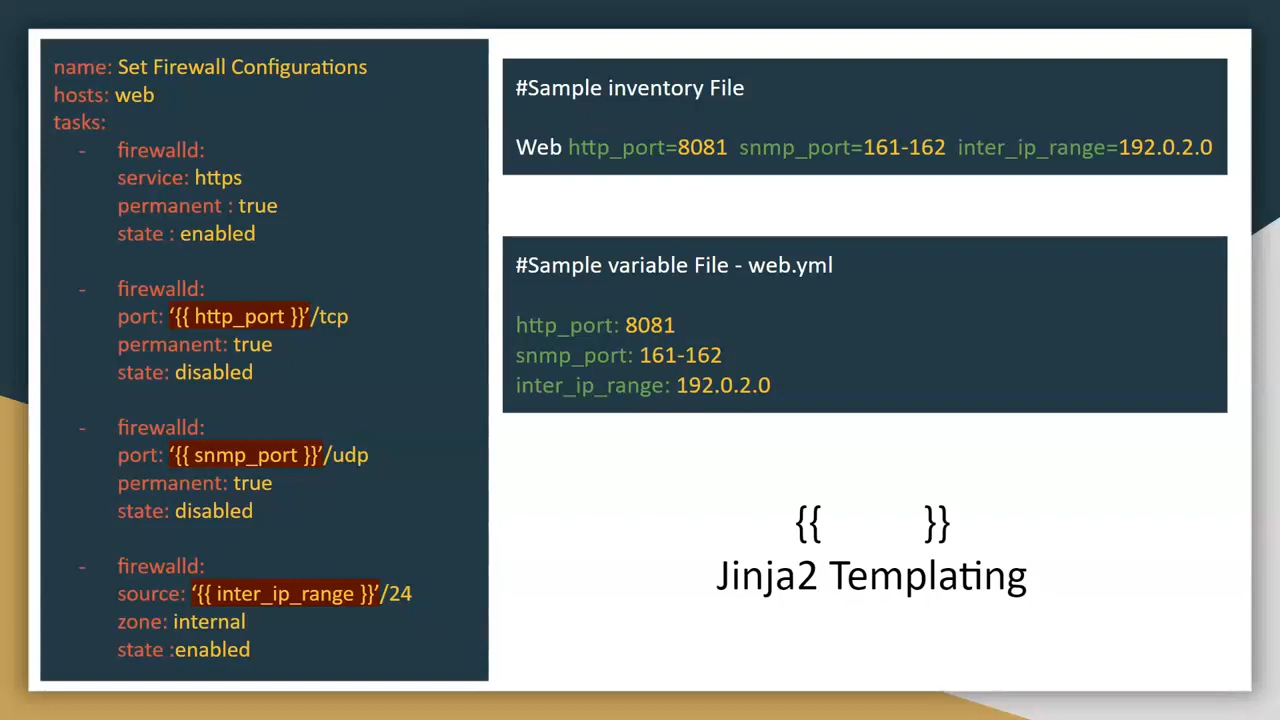 name: Set Firewall Configurations
hosts: web
tasks:
- firewalld:
service: https
permanent : true
state : enabled
- firewalld:
port: ‘{{ http_port }}’/tcp
permanent: true
state: disabled
- firewalld:
port: ‘{{ snmp_port }}’/udp
permanent: true
state: disabled
- firewalld:
source: ‘{{ inter_ip_range }}’/24
zone: internal
state :enabled
#Sample inventory File
Web http_port=8081 snmp_port=161-162 inter_ip_range=192.0.2.0
#Sample variable File - web.yml
http_port: 8081
snmp_port: 161-162
inter_ip_range: 192.0.2.0
{{ }}
Jinja2 Templating